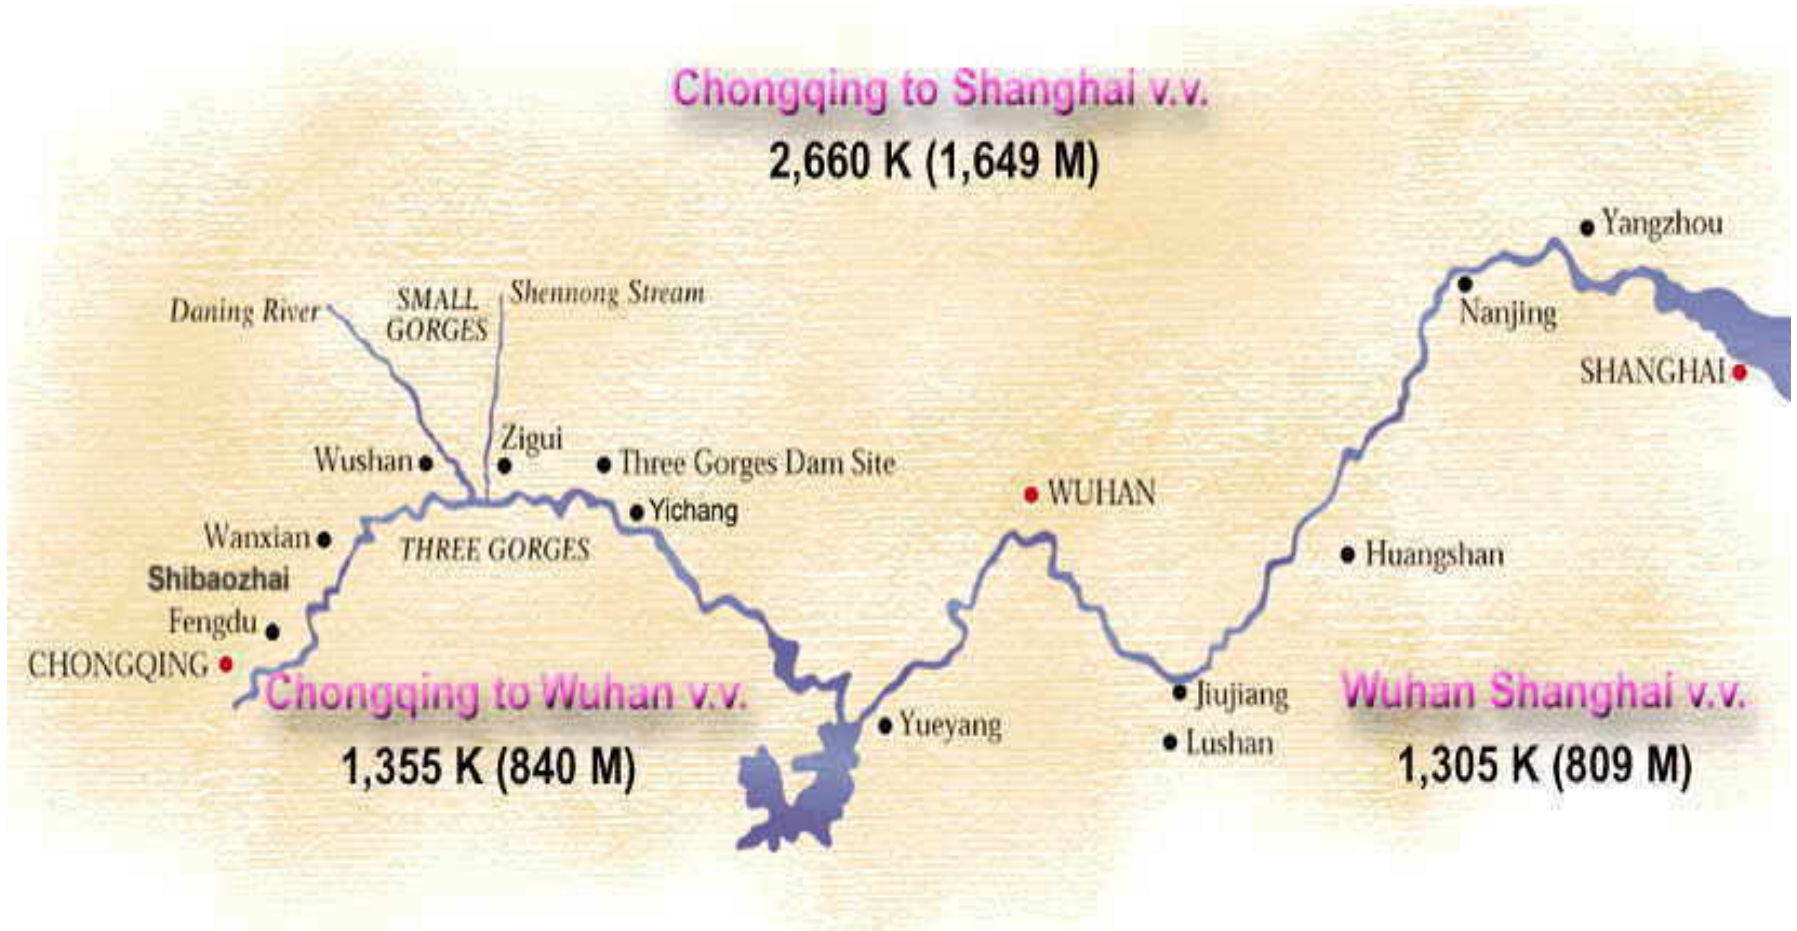 Chongqing to Shanghai v.v.
2,660 K (1,649 M)
Yangzhou
Daning River
SMALL
GORGES
Shennong Stream
Nanjing
SHANGHAI
Zigui
Wushan
Three Gorges Dam Site
WUHAN
Yichang
Wanxian
THREE GORGES
Huangshan
Shibaozhai
Fengdu
CHONGQING
Chongqing to Wuhan v.v.
1,355 K (840 M)
Yueyang
Jiujiang
Lushan
Wuhan Shanghai v.v.
1,305 K (809 M)